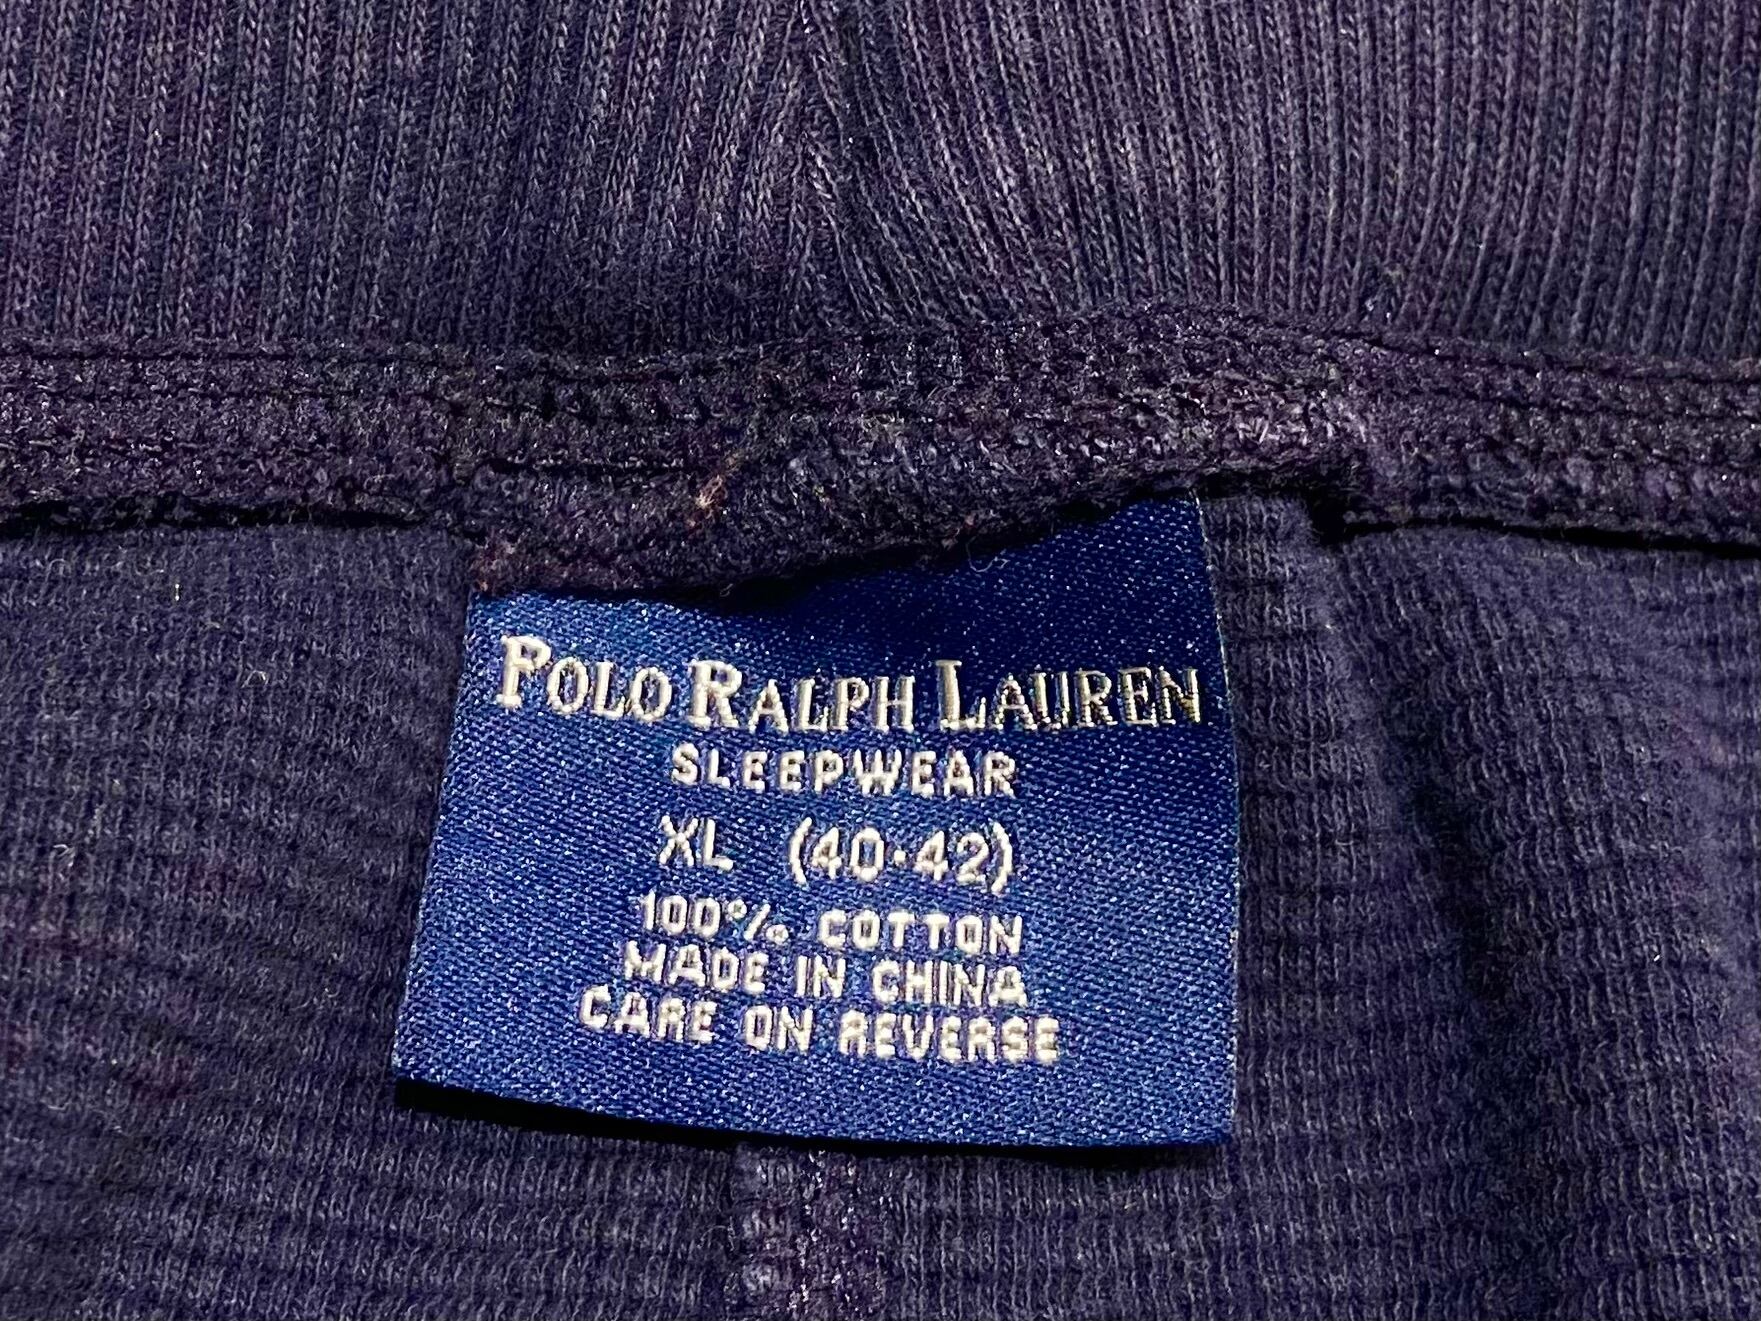 POLO RALPH LAUREN
SLEEPWEAR
XL (40-42)
100% COTTON
MADE IN CHINA
CARE ON REVERSE